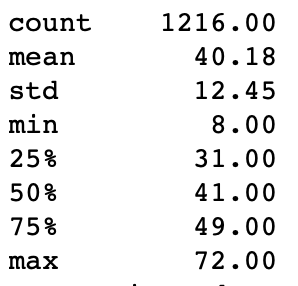 count 1216.00
mean 40.18
std 12.45
min 8.00
25% 31.00
50% 41.00
75% 49.00
max 72.00